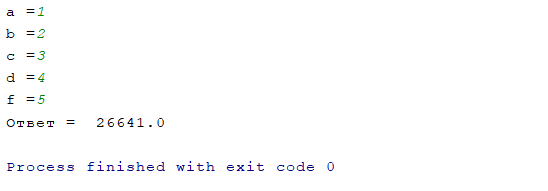 a =1
b =2
c =3
d =4
f =5
Ответ =  26641.0
Process finished with exit code 0